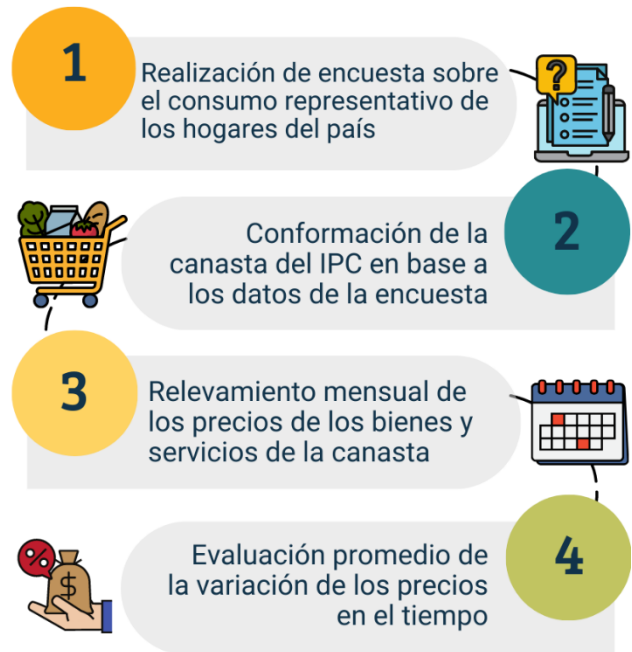 1
Realización de encuesta sobre
el consumo representativo de
los hogares del país
?
2
Conformación de la
canasta del IPC en base a
los datos de la encuesta
3
Relevamiento mensual de
los precios de los bienes y
servicios de la canasta
4
Evaluación promedio de
la variación de los precios
en el tiempo
%
$